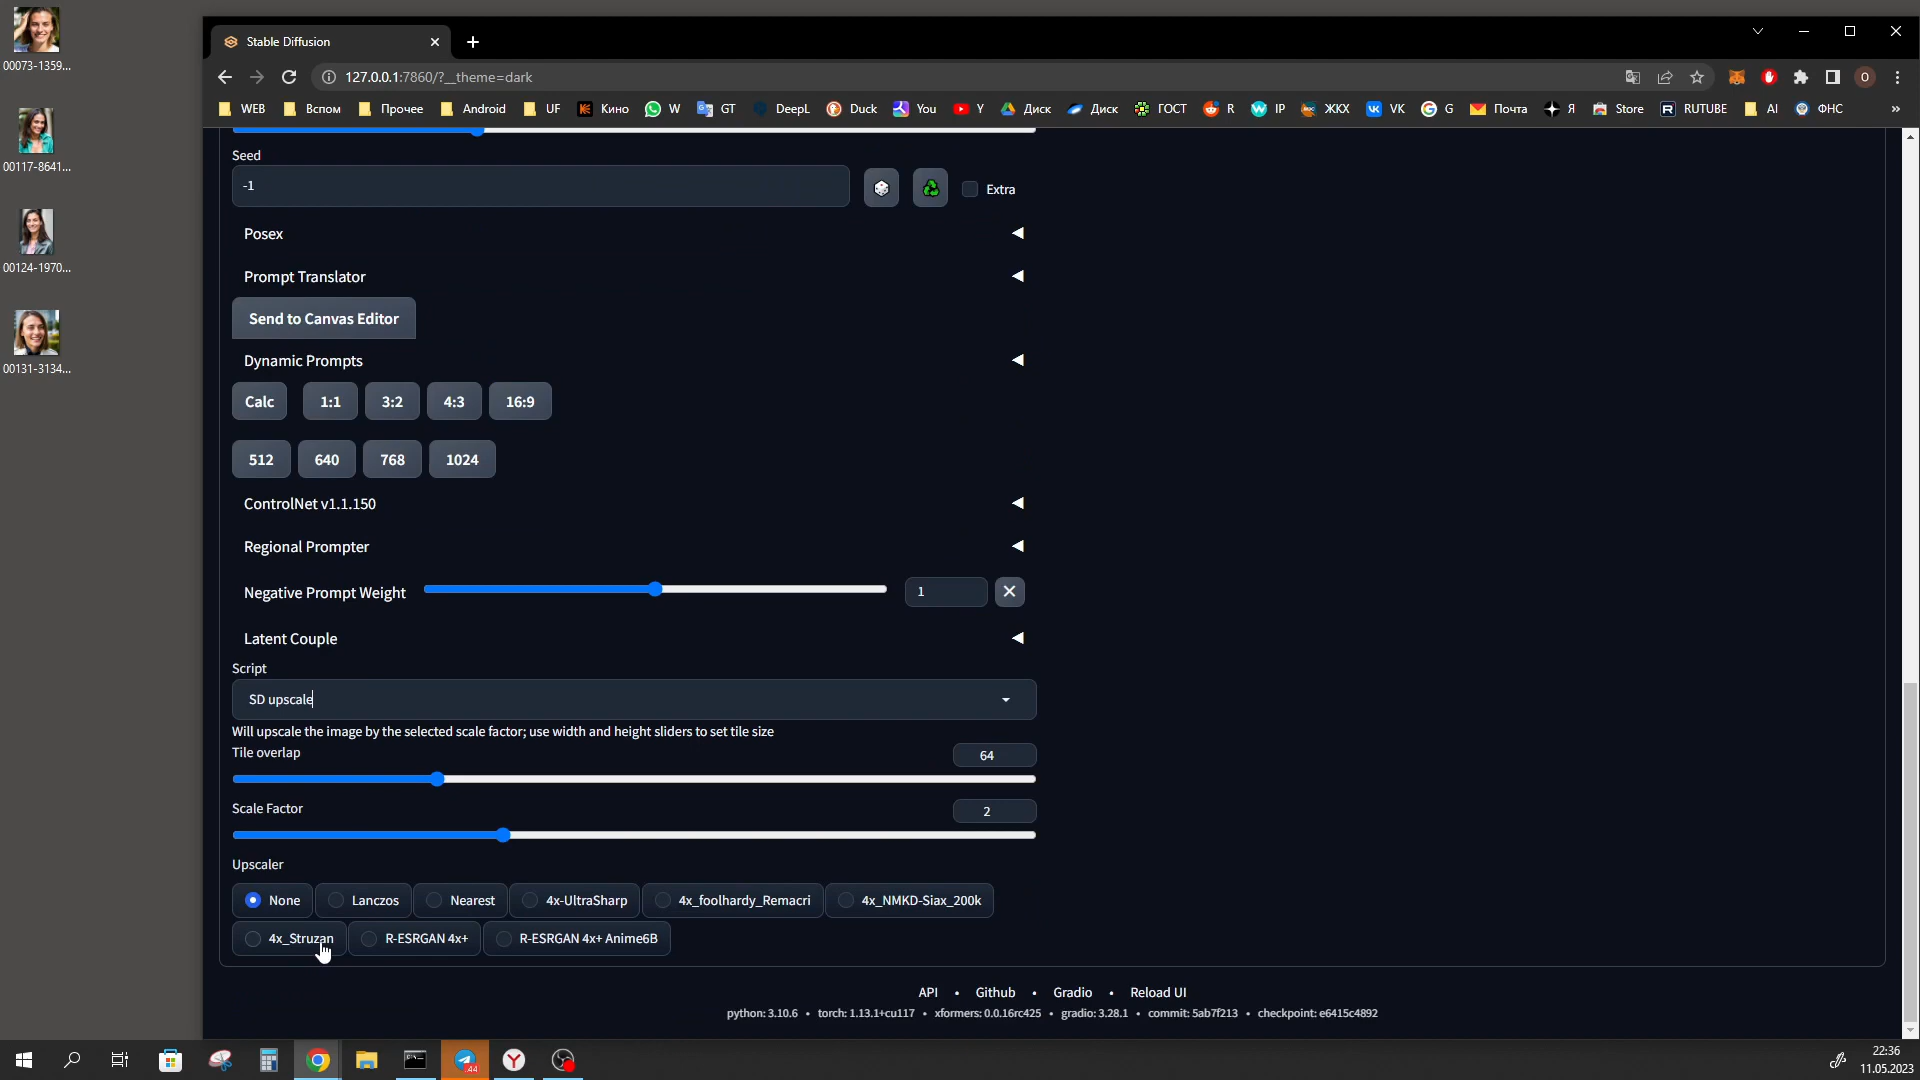 00073-1359...
00117-8641...
00124-1970...
00131-3134...
Stable Diffusion
127.0.0.1:7860/?__theme=dark
O
WEB Вспом Прочее Android UF Кино W GT DeepL Duck You Y Диск Диск ГОСТ R IP ЖКХ VK G Почта Я Store RUTUBE AI ФНС »
Seed
-1
Extra
Posex
Prompt Translator
Send to Canvas Editor
Dynamic Prompts
Calc 1:1 3:2 4:3 16:9
512 640 768 1024
ControlNet v1.1.150
Regional Prompter
Negative Prompt Weight 1
Latent Couple
Script
SD upscale
Will upscale the image by the selected scale factor; use width and height sliders to set tile size
Tile overlap 64
Scale Factor 2
Upscaler
None Lanczos Nearest 4x-UltraSharp 4x_foolhardy_Remacri 4x_NMKD-Siax_200k
4x_Struzan R-ESRGAN 4x+ R-ESRGAN 4x+ Anime6B
API • Github • Gradio • Reload UI
python: 3.10.6 • torch: 1.13.1+cu117 • xformers: 0.0.16rc425 • gradio: 3.28.1 • commit: 5ab7f213 • checkpoint: e6415c4892
44
22:36
11.05.2023